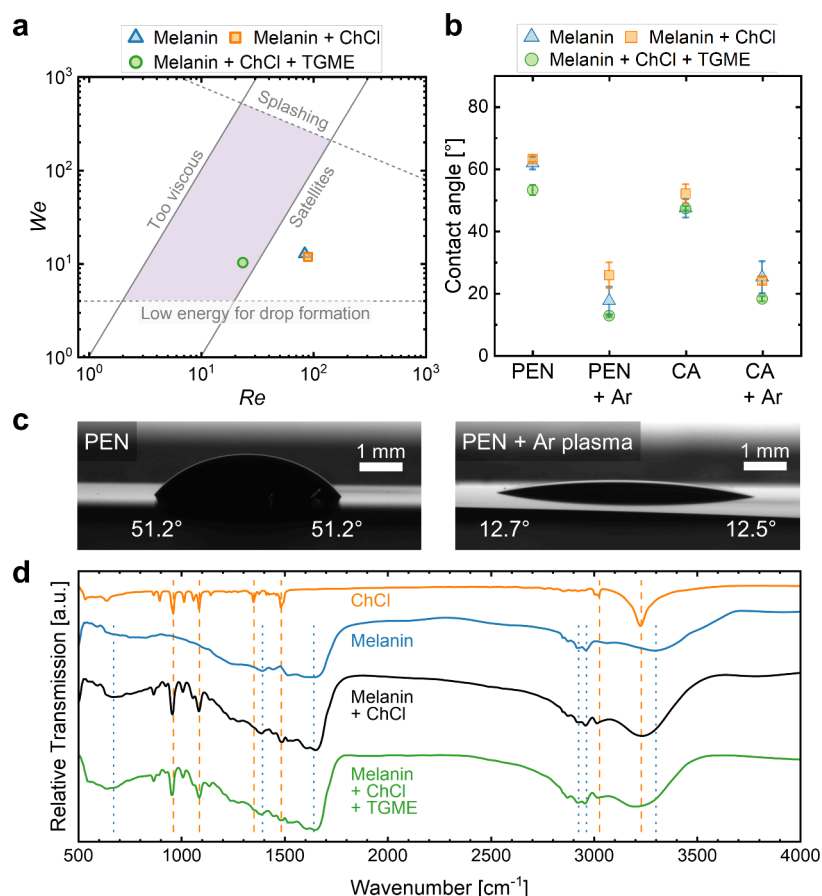 a
Melanin Melanin + ChCl
Melanin + ChCl + TGME
10³
10²
10¹
10⁰
We
Splashing
Too viscous
Satellites
Low energy for drop formation
10⁰ 10¹ 10² 10³
Re
b
Melanin Melanin + ChCl
Melanin + ChCl + TGME
80
60
40
20
0
Contact angle [°]
PEN PEN CA CA
+ Ar + Ar
c
PEN
1 mm
51.2° 51.2°
PEN + Ar plasma
1 mm
12.7° 12.5°
d
Relative Transmission [a.u.]
ChCl
Melanin
Melanin
+ ChCl
Melanin
+ ChCl
+ TGME
500 1000 1500 2000 2500 3000 3500 4000
Wavenumber [cm⁻¹]